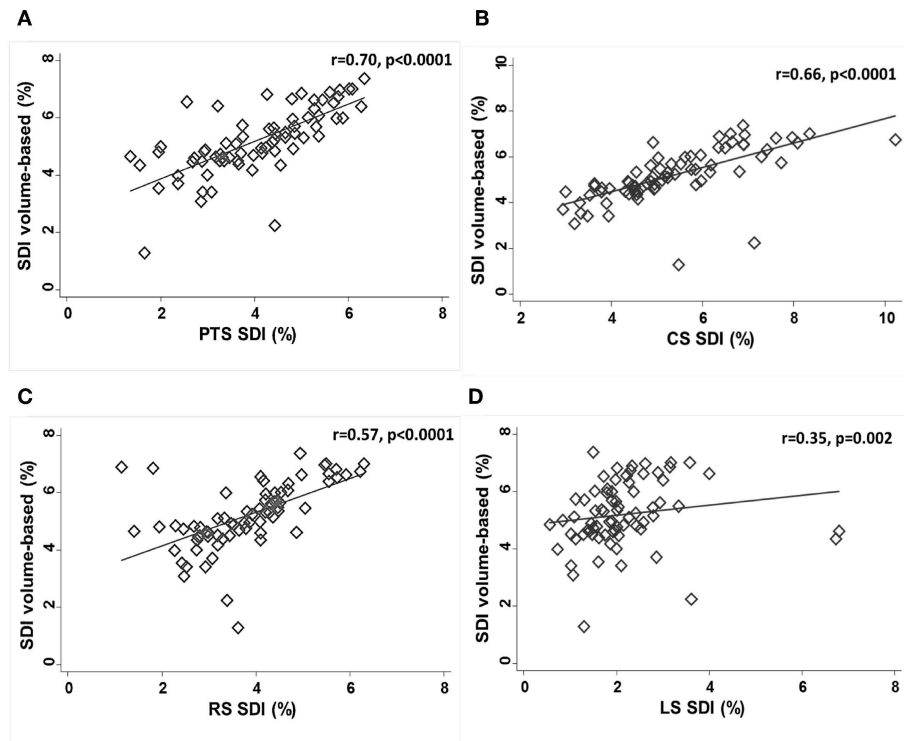 A
r=0.70, p<0.0001
SDI volume-based (%)
8
6
4
2
0
0 2 4 6 8
PTS SDI (%)
B
r=0.66, p<0.0001
SDI volume-based (%)
10
8
6
4
2
0
2 4 6 8 10
CS SDI (%)
C
r=0.57, p<0.0001
SDI volume-based (%)
8
6
4
2
0
0 2 4 6 8
RS SDI (%)
D
r=0.35, p=0.002
SDI volume-based (%)
8
6
4
2
0
0 2 4 6 8
LS SDI (%)